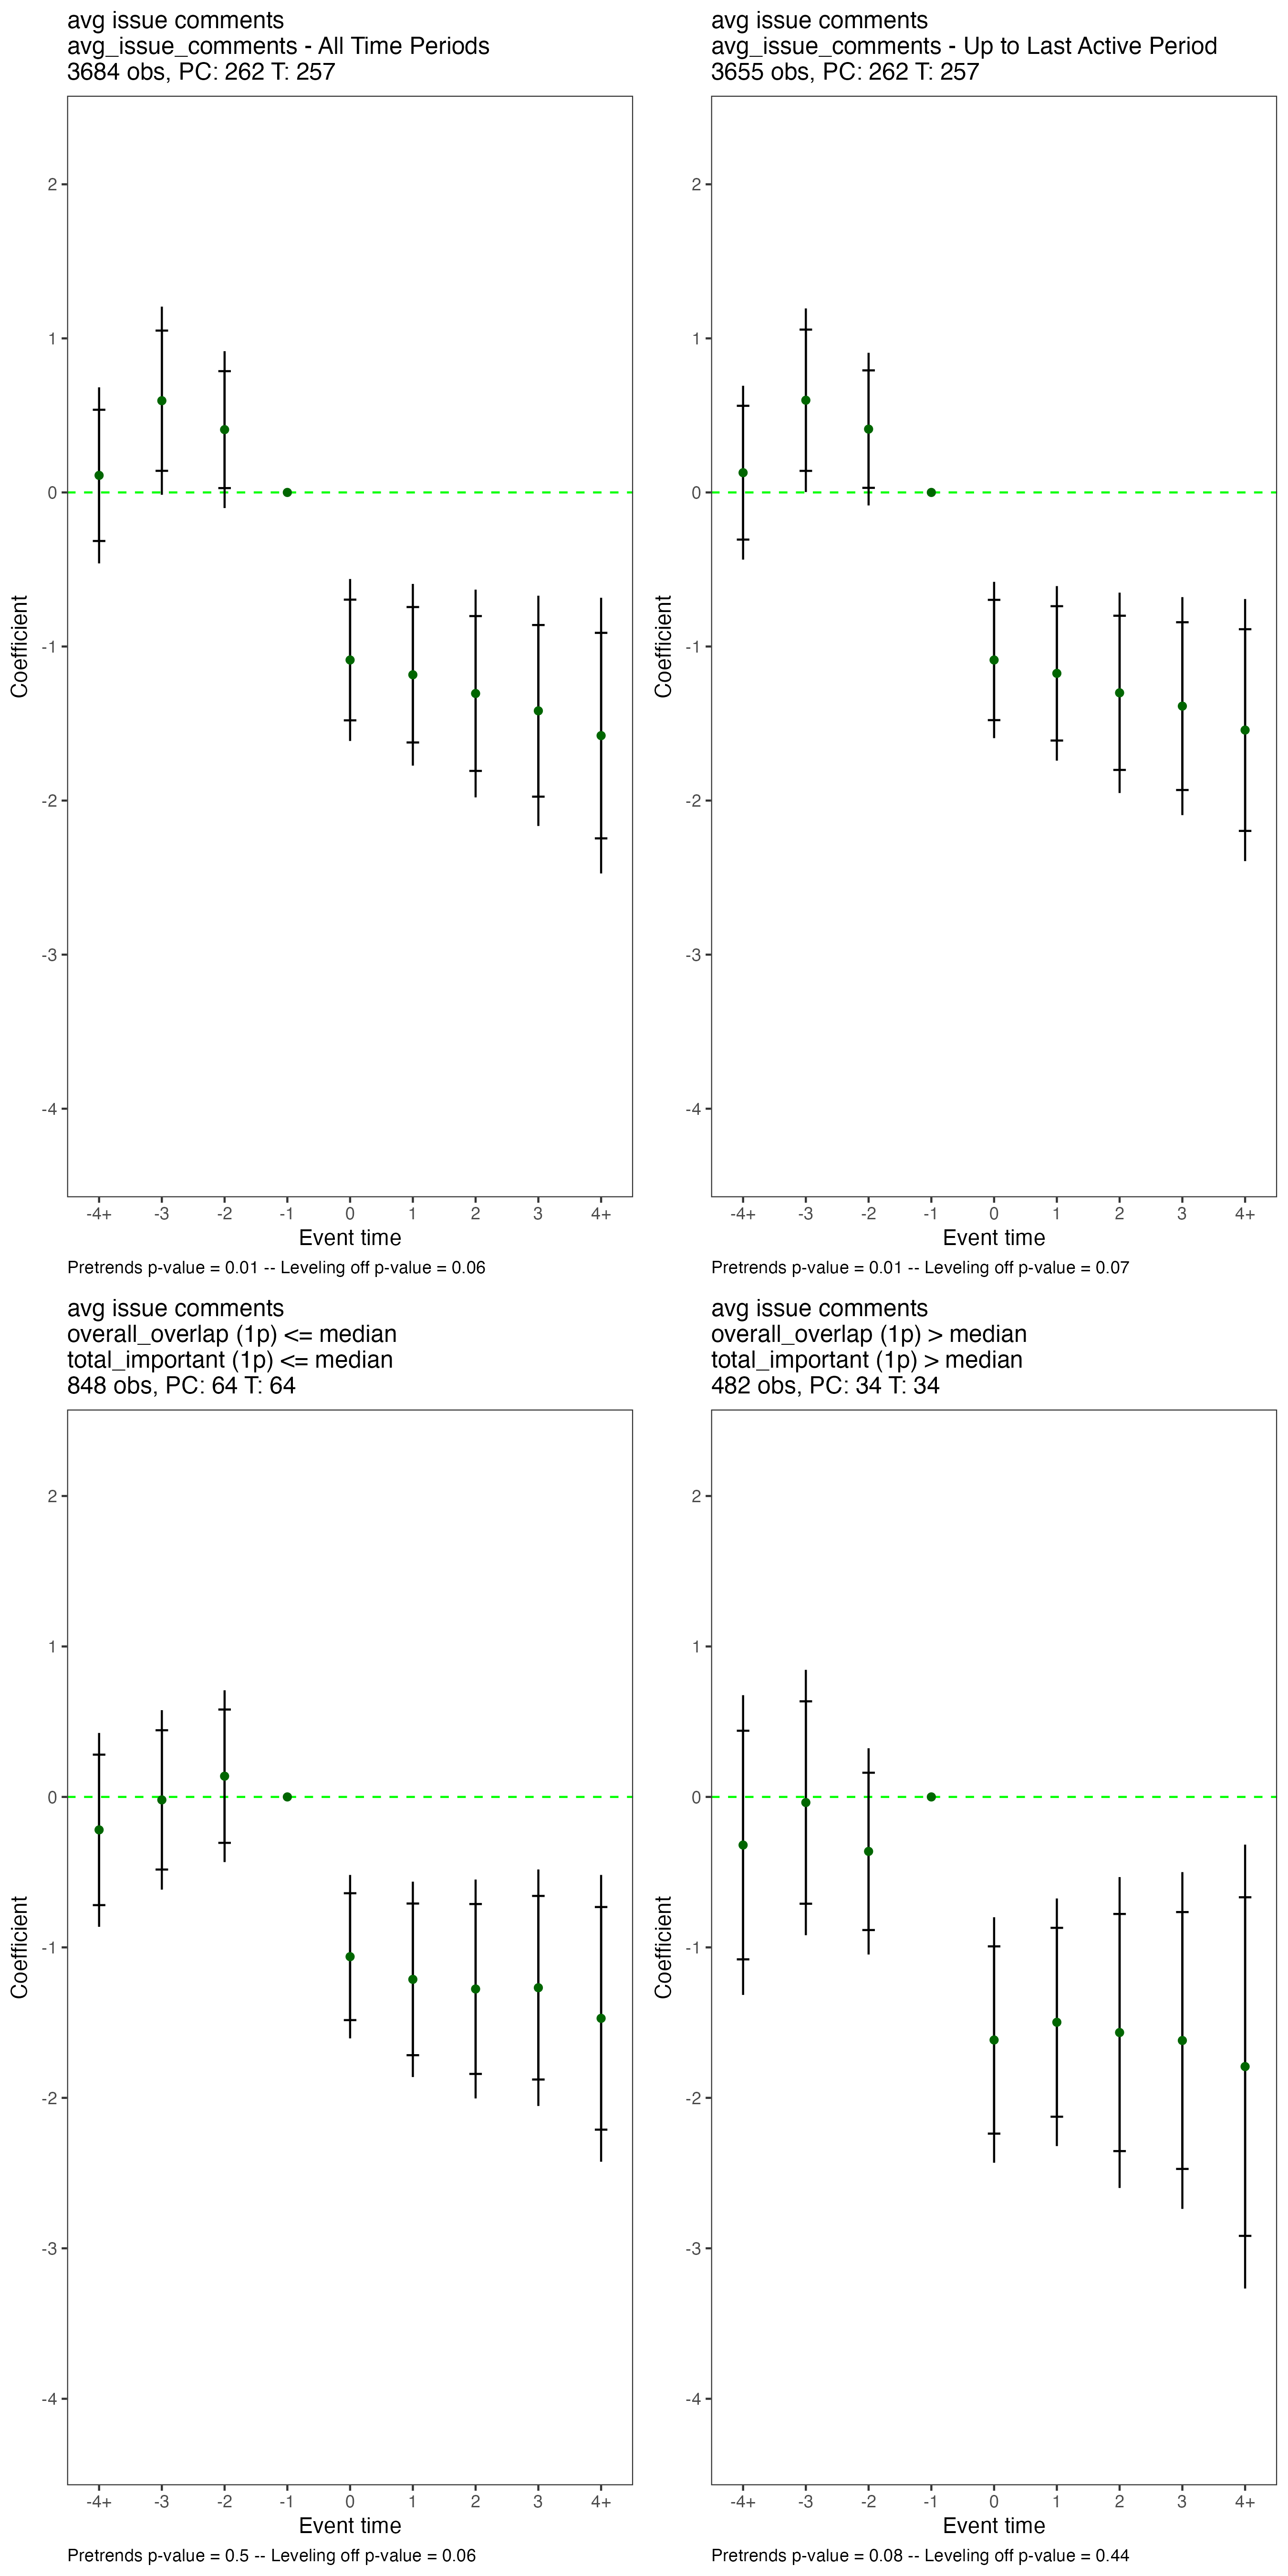 avg issue comments
avg_issue_comments - All Time Periods
3684 obs, PC: 262 T: 257
2
1
0
-1
-2
-3
-4
Coefficient
-4+ -3 -2 -1 0 1 2 3 4+
Event time
Pretrends p-value = 0.01 -- Leveling off p-value = 0.06
avg issue comments
avg_issue_comments - Up to Last Active Period
3655 obs, PC: 262 T: 257
2
1
0
-1
-2
-3
-4
Coefficient
-4+ -3 -2 -1 0 1 2 3 4+
Event time
Pretrends p-value = 0.01 -- Leveling off p-value = 0.07
avg issue comments
overall_overlap (1p) <= median
total_important (1p) <= median
848 obs, PC: 64 T: 64
2
1
0
-1
-2
-3
-4
Coefficient
-4+ -3 -2 -1 0 1 2 3 4+
Event time
Pretrends p-value = 0.5 -- Leveling off p-value = 0.06
avg issue comments
overall_overlap (1p) > median
total_important (1p) > median
482 obs, PC: 34 T: 34
2
1
0
-1
-2
-3
-4
Coefficient
-4+ -3 -2 -1 0 1 2 3 4+
Event time
Pretrends p-value = 0.08 -- Leveling off p-value = 0.44